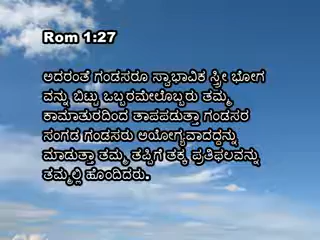 Rom 1:27
ಅದರಂತೆ ಗಂಡಸರೂ ಸ್ವಾಭಾವಿಕ ಸ್ತ್ರೀ ಭೋಗ
ವನ್ನು ಬಿಟ್ಟು ಒಬ್ಬರಮೇಲೊಬ್ಬರು ತಮ್ಮ
ಕಾಮಾತುರದಿಂದ ತಾಪಪಡುತ್ತಾ ಗಂಡಸರ
ಸಂಗಡ ಗಂಡಸರು ಅಯೋಗ್ಯವಾದದ್ದನ್ನು
ಮಾಡುತ್ತಾ ತಮ್ಮ ತಪ್ಪಿಗೆ ತಕ್ಕ ಪ್ರತಿಫಲವನ್ನು
ತಮ್ಮಲ್ಲಿ ಹೊಂದಿದರು.